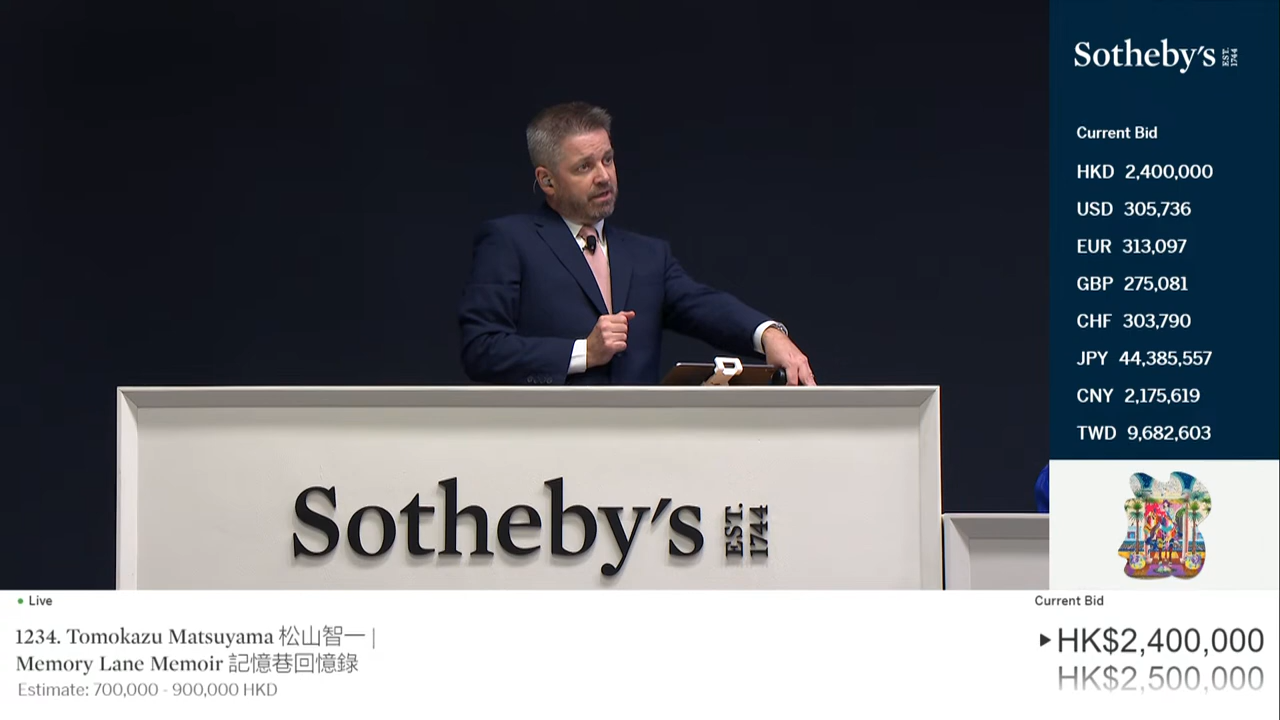 Sotheby's EST. 1744
Current Bid
HKD 2,400,000
USD 305,736
EUR 313,097
GBP 275,081
CHF 303,790
JPY 44,385,557
CNY 2,175,619
TWD 9,682,603
Sotheby's EST. 1744
Live
1234. Tomokazu Matsuyama 松山智一 |
Memory Lane Memoir 記憶巷回憶錄
Estimate: 700,000 - 900,000 HKD
Current Bid
HK$2,400,000
HK$2,500,000